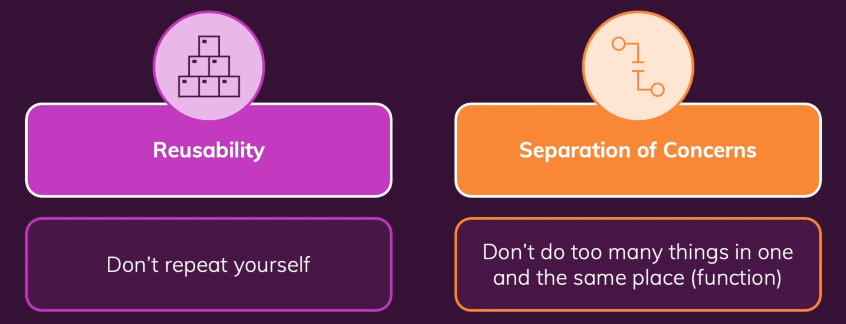 Reusability
Separation of Concerns
Don't repeat yourself
Don't do too many things in one
and the same place (function)